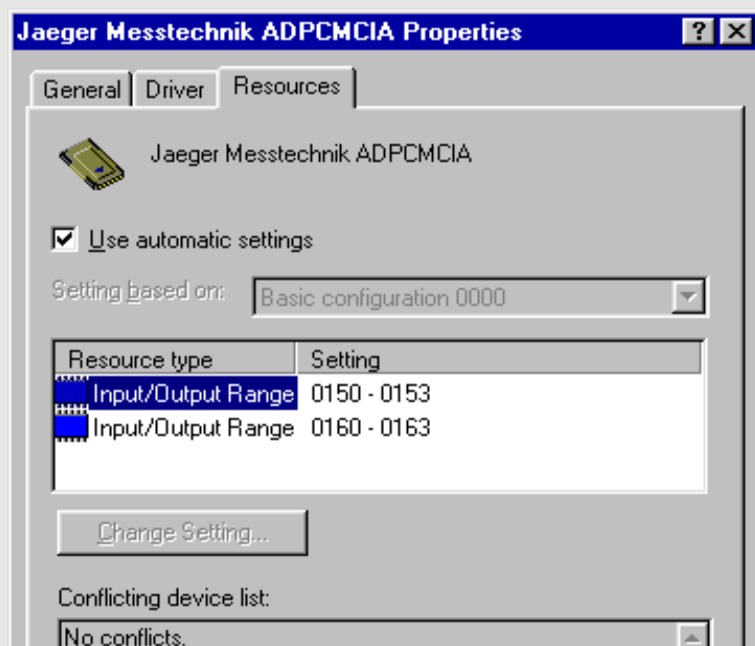 Jaeger Messtechnik ADPCMCIA Properties
General Driver Resources
Jaeger Messtechnik ADPCMCIA
Use automatic settings
Setting based on: Basic configuration 0000
Resource type Setting
Input/Output Range 0150 - 0153
Input/Output Range 0160 - 0163
Change Setting...
Conflicting device list:
No conflicts.